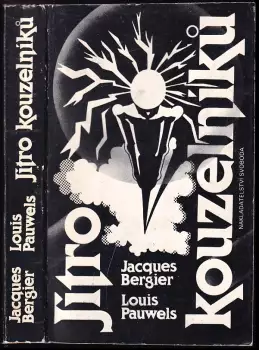 Jacques
Bergier
Louis
Pauwels
Jitro kouzelníků
Jitro
kouzelníků
Jacques
Bergier
Louis
Pauwels
NAKLADATELSTVÍ SVOBODA